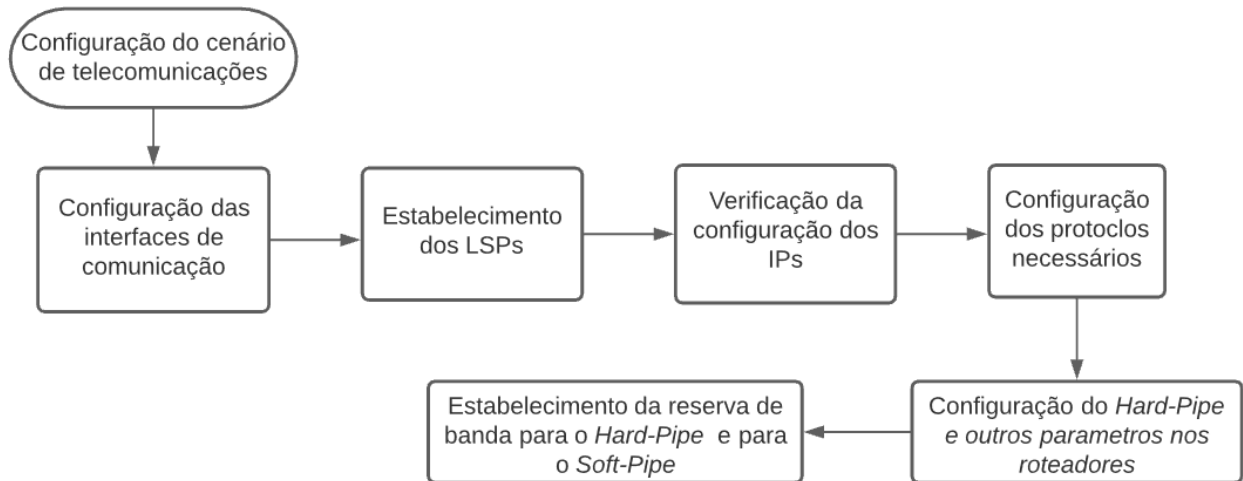 Configuração do cenário
de telecomunicações
Configuração das
interfaces de
comunicação
Estabelecimento
dos LSPs
Verificação da
configuração dos
IPs
Configuração
dos protoclos
necessários
Configuração do Hard-Pipe
e outros parametros nos
roteadores
Estabelecimento da reserva de
banda para o Hard-Pipe e para
o Soft-Pipe